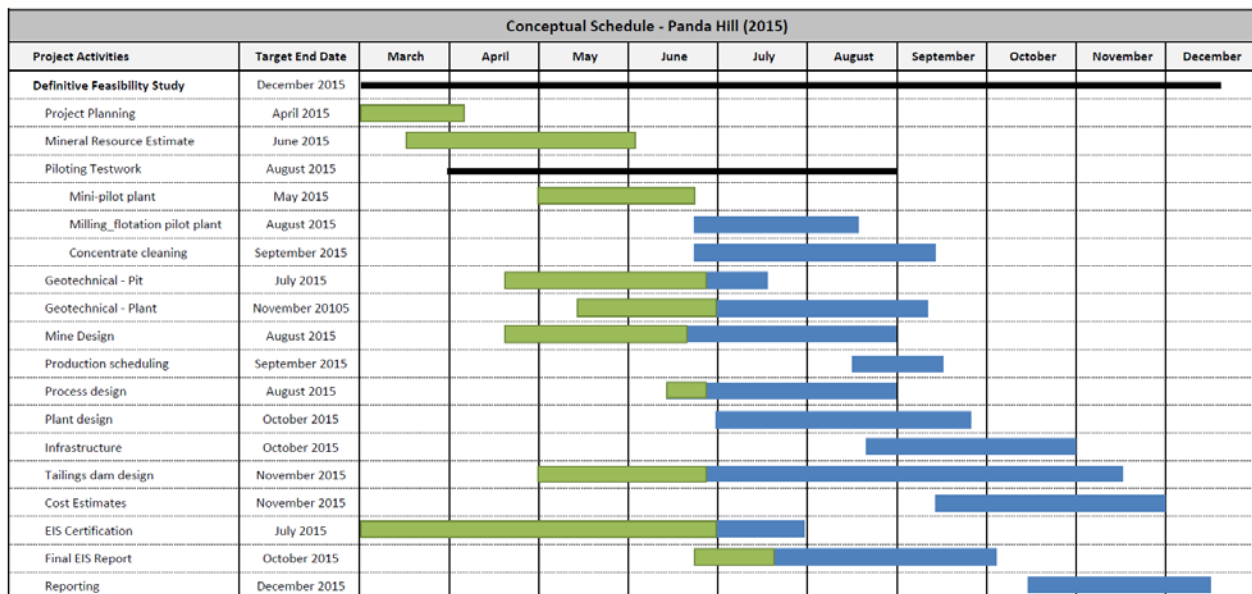 Conceptual Schedule - Panda Hill (2015)
Project Activities Target End Date March April May June July August September October November December
Definitive Feasibility Study December 2015
Project Planning April 2015
Mineral Resource Estimate June 2015
Piloting Testwork August 2015
Mini-pilot plant May 2015
Milling_flotation pilot plant August 2015
Concentrate cleaning September 2015
Geotechnical - Pit July 2015
Geotechnical - Plant November 20105
Mine Design August 2015
Production scheduling September 2015
Process design August 2015
Plant design October 2015
Infrastructure October 2015
Tailings dam design November 2015
Cost Estimates November 2015
EIS Certification July 2015
Final EIS Report October 2015
Reporting December 2015